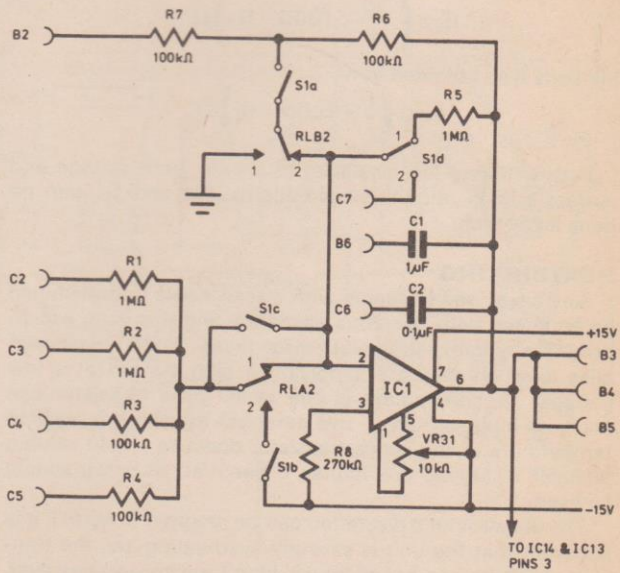 R7
R6
B2
100kΩ
100kΩ
S1a
R5
1MΩ
RLB2
1
S1d
1
2
2
C7
C1
B6
1µF
R1
C2
C2
1MΩ
C6
0·1µF
S1c
R2
+15V
C3
1MΩ
1
2
7
B3
IC1
6
RLA2
R3
3
4
B4
C4
2
5
100kΩ
1
VR31
B5
R8
270kΩ
10kΩ
R4
S1b
C5
100kΩ
−15V
TO IC14 & IC13
PINS 3